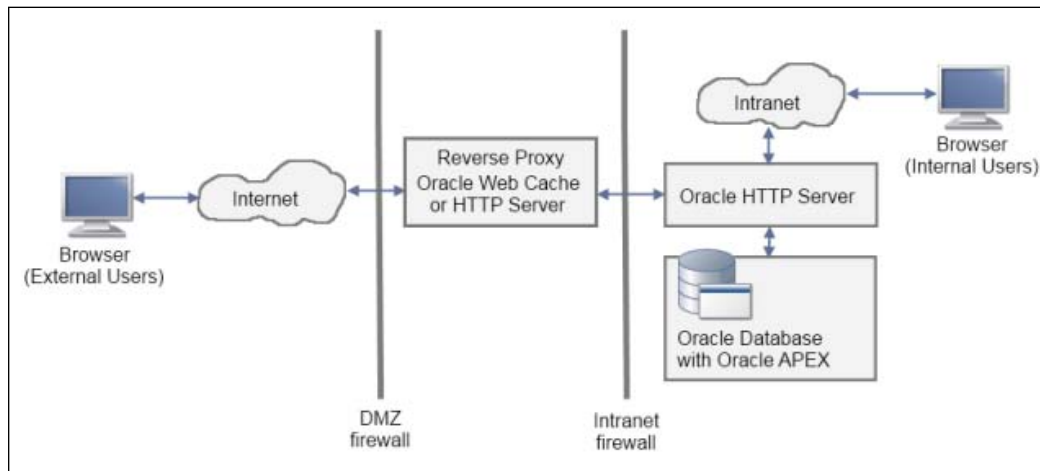 Browser
(External Users)
Internet
DMZ
firewall
Reverse Proxy
Oracle Web Cache
or HTTP Server
Intranet
firewall
Intranet
Browser
(Internal Users)
Oracle HTTP Server
Oracle Database
with Oracle APEX